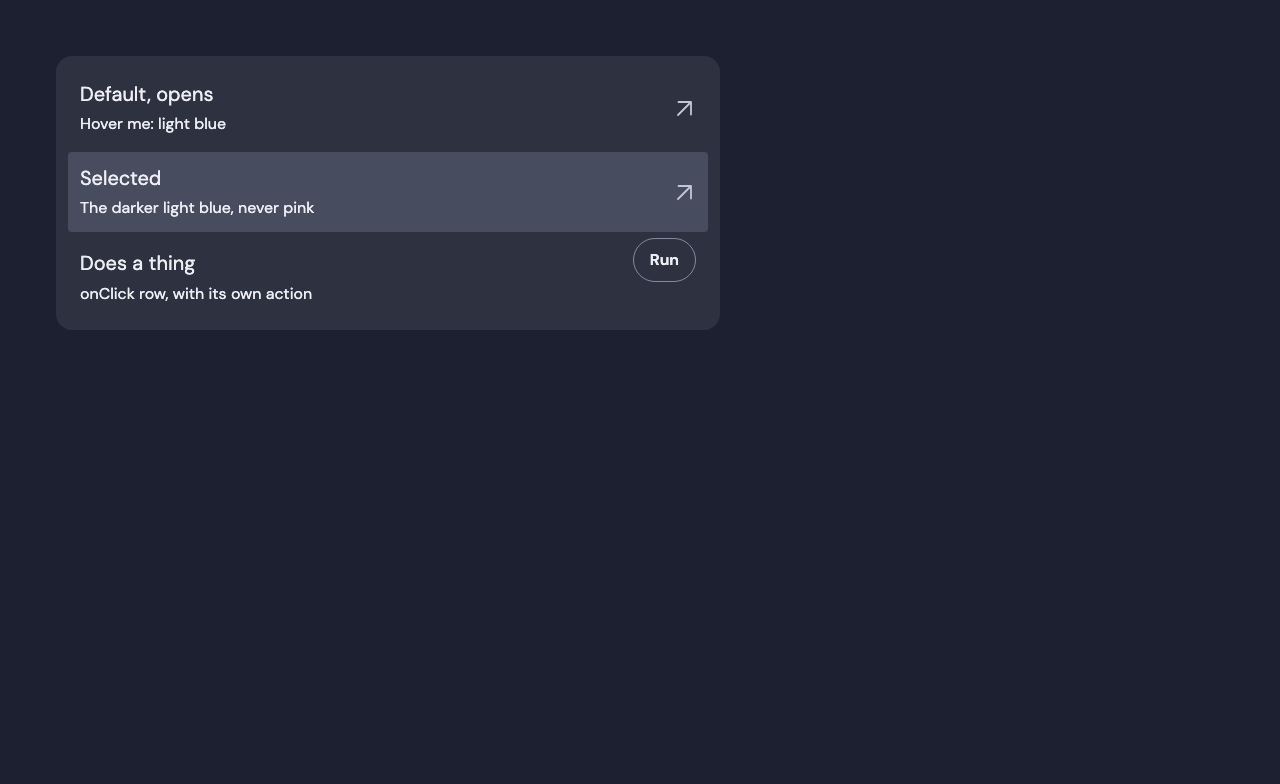 Default, opens
Hover me: light blue
Selected
The darker light blue, never pink
Does a thing
Run
onClick row, with its own action